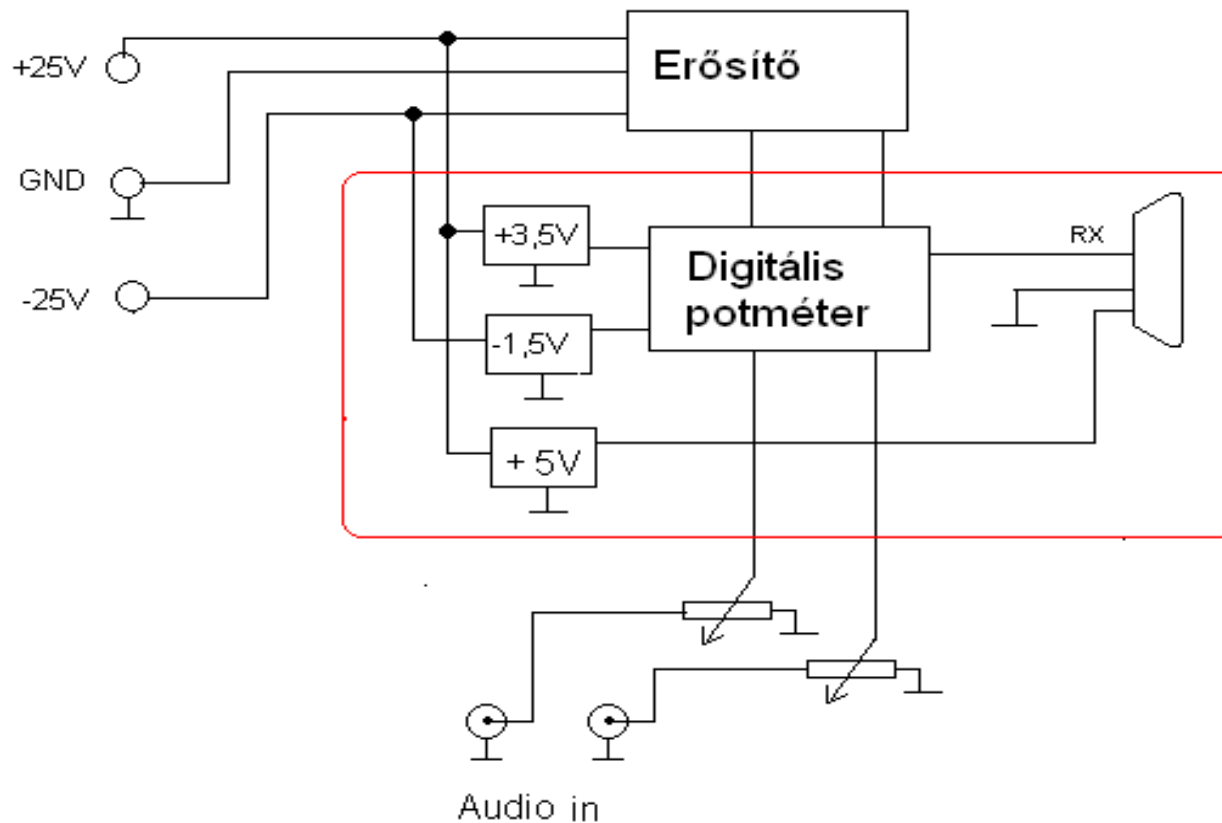 +25V
Erősítő
GND
+3,5V
RX
Digitális
potméter
-25V
-1,5V
+ 5V
Audio in